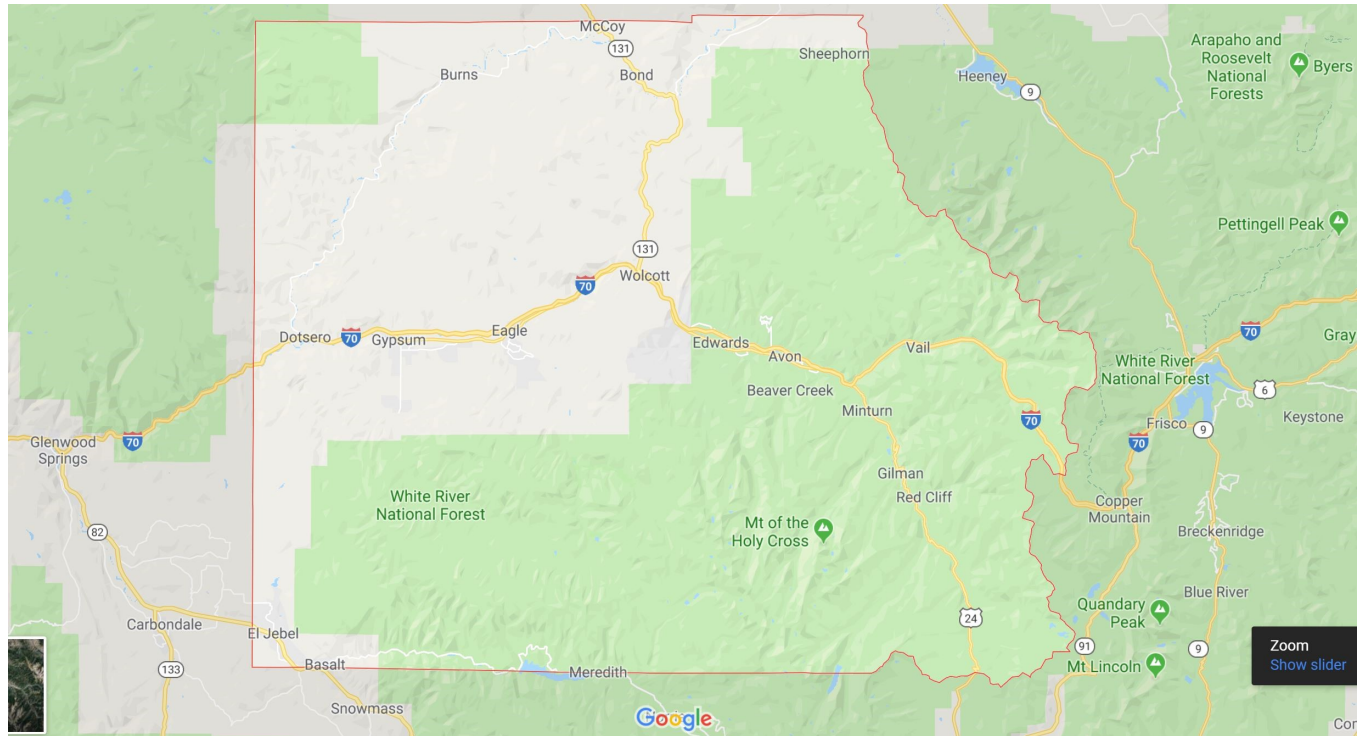 McCoy
131
Sheephorn
Burns
Bond
Heeney
9
Arapaho and
Roosevelt
National
Forests
Byers
Pettingell Peak
131
Wolcott
70
Dotsero
70
Gypsum
Eagle
Edwards
Avon
Vail
70
Gray
White River
National Forest
6
Beaver Creek
Minturn
70
Frisco
9
Keystone
70
Glenwood
Springs
70
Gilman
Red Cliff
White River
National Forest
Copper
Mountain
Mt of the
Holy Cross
Breckenridge
82
Blue River
Quandary
Peak
24
Carbondale
El Jebel
91
9
Zoom
Show slider
133
Basalt
Meredith
Mt Lincoln
Snowmass
Google
Cor